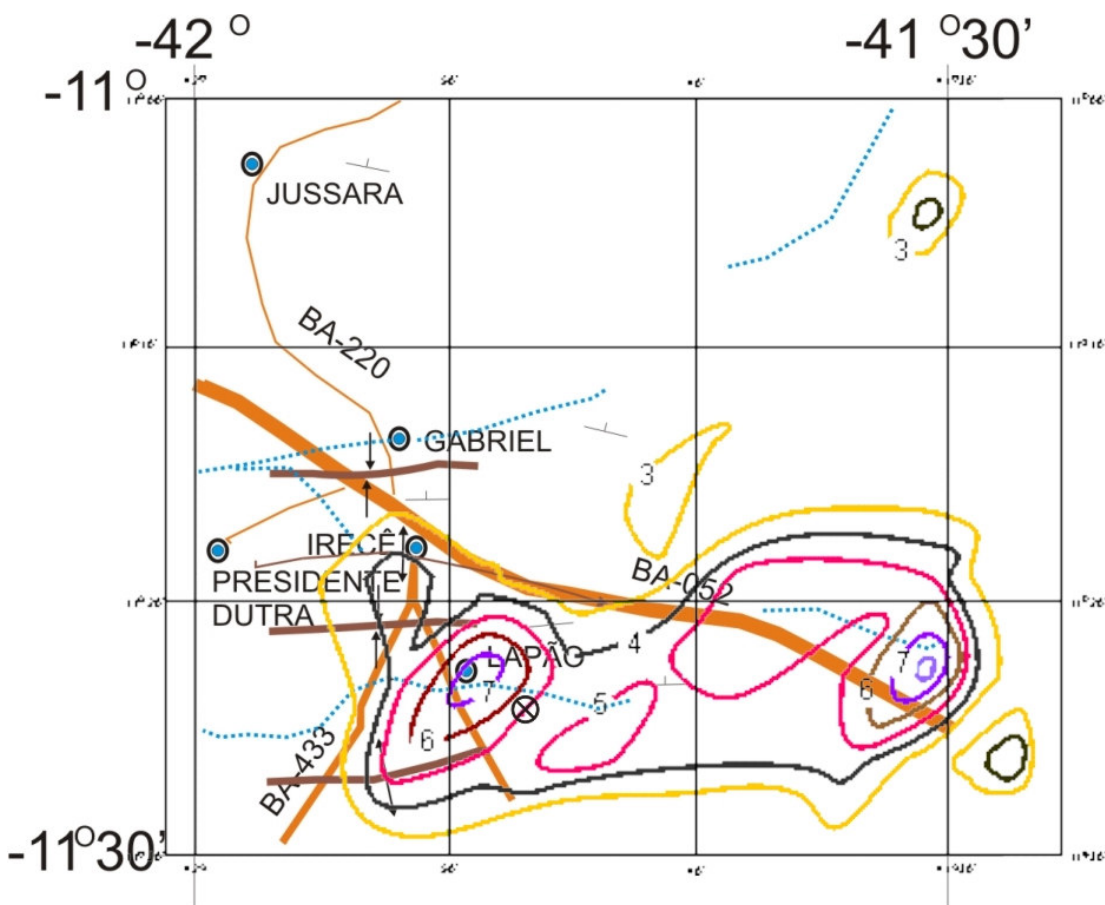 -42 O
-41 O30'
-11O
JUSSARA
3
BA-220
GABRIEL
3
IRECÊ
PRESIDENTE
DUTRA
BA-052
4
LAPÃO
7
7
6
5
6
BA-433
-11O30'